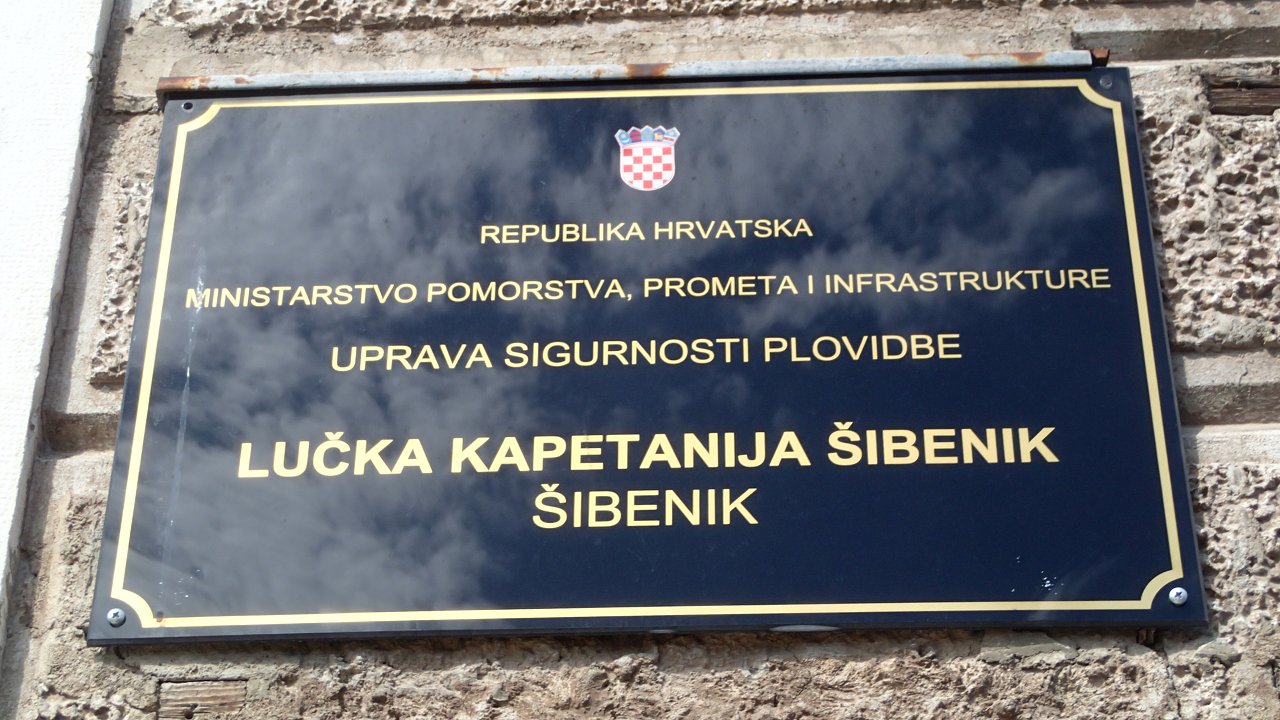 REPUBLIKA HRVATSKA
MINISTARSTVO POMORSTVA, PROMETA I INFRASTRUKTURE
UPRAVA SIGURNOSTI PLOVIDBE
LUČKA KAPETANIJA ŠIBENIK
ŠIBENIK